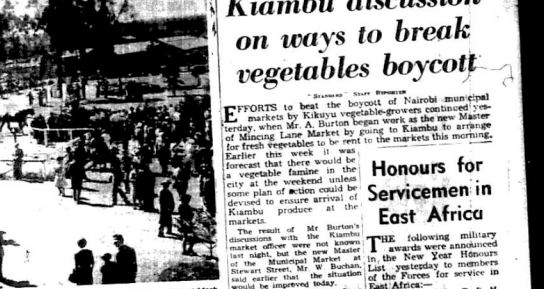 Kiambu discussion
on ways to break
vegetables boycott
"STANDARD" STAFF REPORTER
EFFORTS to beat the boycott of Nairobi municipal
markets by Kikuyu vegetable-growers continued yes-
terday, when Mr. A. Burton began work as the new Master
of Mincing Lane Market by going to Kiambu to arrange
for fresh vegetables to be rent to the markets this morning.
Earlier this week it was
forecast that there would be
a vegetable famine in the
city at the weekend unless
some plan of action could be
devised to ensure arrival of
Kiambu produce at the
markets.
The result of Mr Burton's
discussions with the Kiambu
market officer were not known
last night, but the new Master
of the Municipal Market at
Stewart Street, Mr. W Buchan,
said earlier that the situation
would be improved today.
Honours for
Servicemen in
East Africa
THE following military
awards were announced
in the New Year Honours
List yesterday to members
of the Forces for service in
East Africa:—